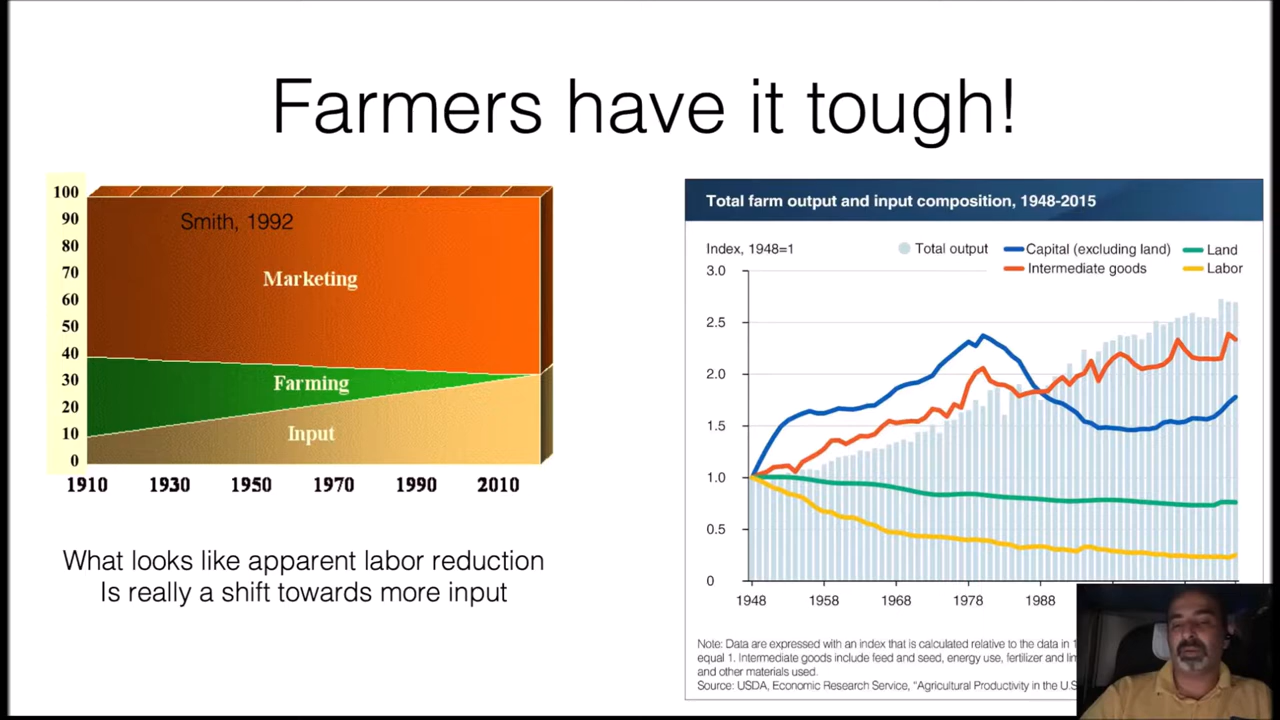 Farmers have it tough!
100
90
80
70
60
50
40
30
20
10
0
Smith, 1992
Marketing
Farming
Input
1910 1930 1950 1970 1990 2010
What looks like apparent labor reduction
Is really a shift towards more input
Total farm output and input composition, 1948-2015
Index, 1948=1
Total output Capital (excluding land) Land
Intermediate goods Labor
3.0
2.5
2.0
1.5
1.0
0.5
0
1948 1958 1968 1978 1988
Note: Data are expressed with an index that is calculated relative to the data in
equal 1. Intermediate goods include feed and seed, energy use, fertilizer and
and other materials used.
Source: USDA, Economic Research Service, "Agricultural Productivity in the U.S